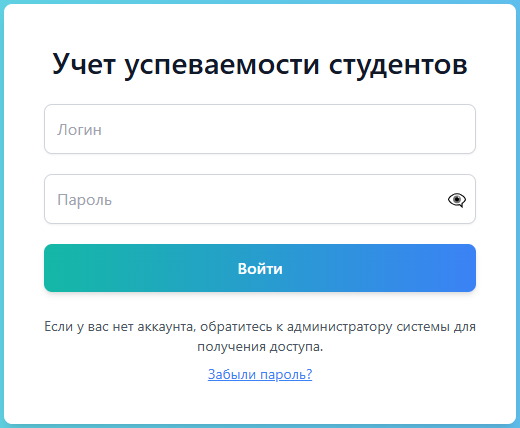 Учет успеваемости студентов
Логин
Пароль
Войти
Если у вас нет аккаунта, обратитесь к администратору системы для
получения доступа.
Забыли пароль?